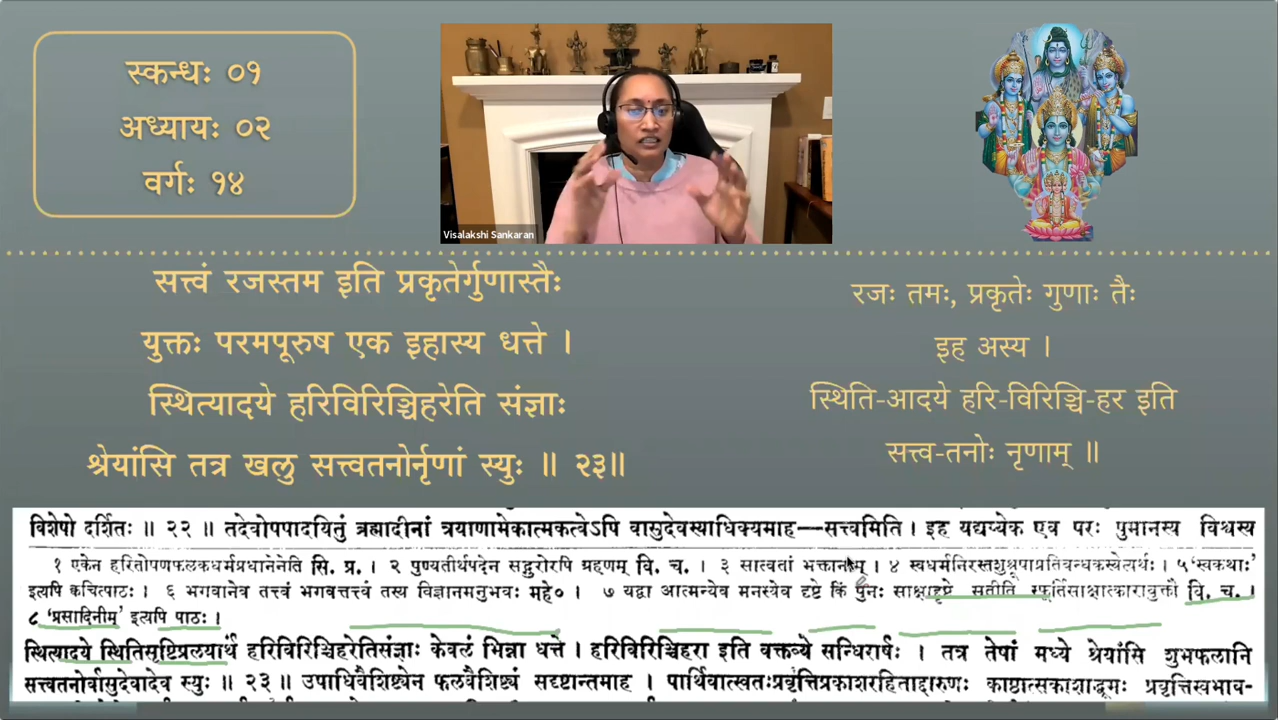 स्कन्धः ०१
अध्यायः ०२
वर्गः १४
Visalakshi Sankaran
सत्त्वं रजस्तम इति प्रकृतेर्गुणास्तैः
युक्तः परमपूरुष एक इहास्य धत्ते ।
स्थित्यादये हरिविरिञ्चिहरेति संज्ञाः
श्रेयांसि तत्र खलु सत्त्वतनोर्नृणां स्युः ॥ २३॥
रजः तमः, प्रकृतेः गुणाः तैः
इह अस्य ।
स्थिति-आदये हरि-विरिञ्चि-हर इति
सत्त्व-तनोः नृणाम् ॥
विशेषो दर्शितः ॥ २२ ॥ तदेवोपपादयितुं ब्रह्मादीनां त्रयाणामेकात्मकत्वेऽपि वासुदेवस्याधिक्यमाह—सत्त्वमिति । इह यद्यप्येक एव परः पुमानस्य विश्वस्य
१ एकेन हरितोषणफलकधर्मप्रधानेनेति सि. प्र. । २ पुण्यतीर्थपदेन सद्गुरोरपि ग्रहणम् वि. च. । ३ सात्वतां भक्तानाम् । ४ स्वधर्मनिरस्तशुश्रूषाप्रतिबन्धकस्येत्यर्थः । ५ 'स्वकथाः'
इत्यपि क्वचित्पाठः । ६ भगवानेव तत्त्वं भगवत्तत्त्वं तस्य विज्ञानमनुभवः महे० । ७ यद्वा आत्मन्येव मनस्येव दृष्टे किं पुनः साक्षाद्दृष्टे सतीति स्फूर्तिसाक्षात्कारावुक्तौ वि. च. ।
८ 'प्रसादिनीम्' इत्यपि पाठः ।
स्थित्यादये स्थितिसृष्टिप्रलयार्थं हरिविरिञ्चिहरेतिसंज्ञाः केवलं भिन्ना धत्ते । हरिविरिञ्चिहरा इति वक्तव्ये सन्धिरार्षः । तत्र तेषां मध्ये श्रेयांसि शुभफलानि
सत्त्वतनोर्वासुदेवादेव स्युः ॥ २३ ॥ उपाधिवैशिष्ट्येन फलवैशिष्ट्यं सदृष्टान्तमाह । पार्थिवात्स्वतःप्रवृत्तिप्रकाशरहिताद्दारुणः काष्ठात्सकाशाद्धूमः प्रवृत्तिस्वभाव-